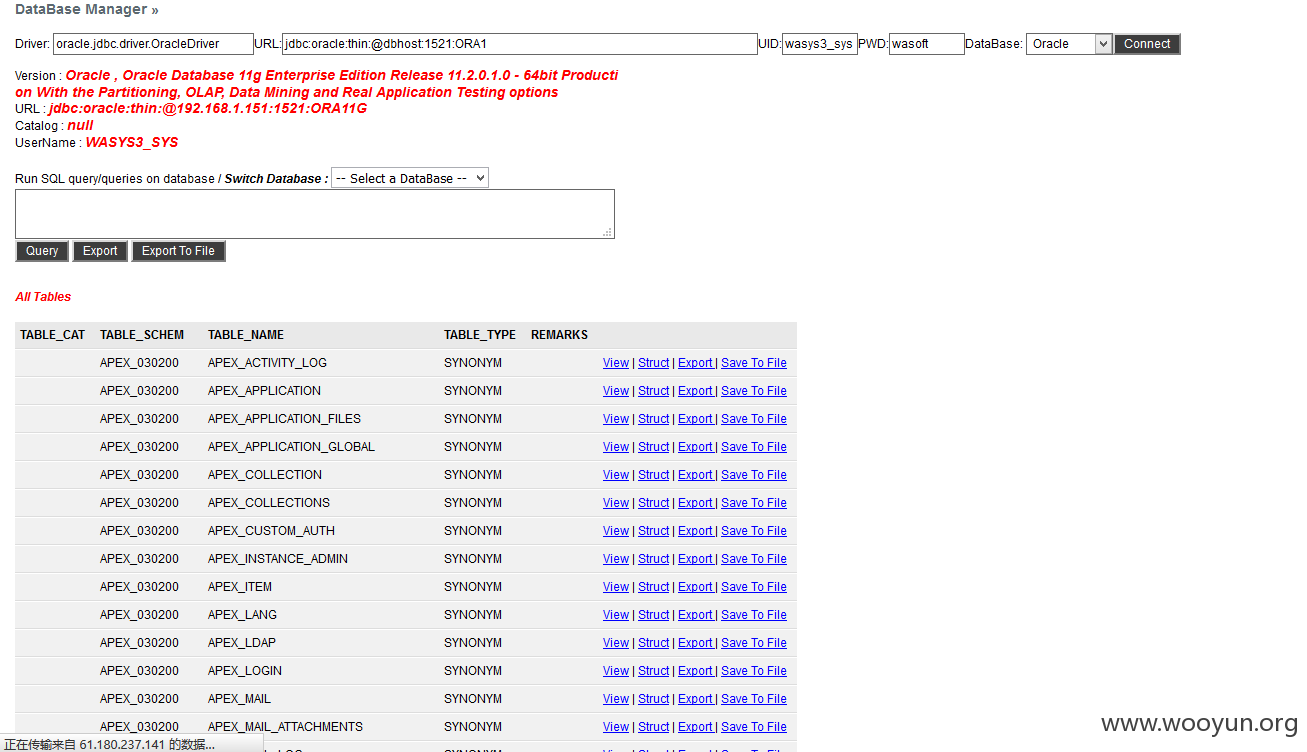 DataBase Manager »
Driver: oracle.jdbc.driver.OracleDriver URL: jdbc:oracle:thin:@dbhost:1521:ORA1 UID: wasys3_sys PWD: wasoft DataBase: Oracle Connect
Version : Oracle , Oracle Database 11g Enterprise Edition Release 11.2.0.1.0 - 64bit Producti
on With the Partitioning, OLAP, Data Mining and Real Application Testing options
URL : jdbc:oracle:thin:@192.168.1.151:1521:ORA11G
Catalog : null
UserName : WASYS3_SYS
Run SQL query/queries on database / Switch Database : -- Select a DataBase --
Query Export Export To File
All Tables
TABLE_CAT TABLE_SCHEM TABLE_NAME TABLE_TYPE REMARKS
APEX_030200 APEX_ACTIVITY_LOG SYNONYM View | Struct | Export | Save To File
APEX_030200 APEX_APPLICATION SYNONYM View | Struct | Export | Save To File
APEX_030200 APEX_APPLICATION_FILES SYNONYM View | Struct | Export | Save To File
APEX_030200 APEX_APPLICATION_GLOBAL SYNONYM View | Struct | Export | Save To File
APEX_030200 APEX_COLLECTION SYNONYM View | Struct | Export | Save To File
APEX_030200 APEX_COLLECTIONS SYNONYM View | Struct | Export | Save To File
APEX_030200 APEX_CUSTOM_AUTH SYNONYM View | Struct | Export | Save To File
APEX_030200 APEX_INSTANCE_ADMIN SYNONYM View | Struct | Export | Save To File
APEX_030200 APEX_ITEM SYNONYM View | Struct | Export | Save To File
APEX_030200 APEX_LANG SYNONYM View | Struct | Export | Save To File
APEX_030200 APEX_LDAP SYNONYM View | Struct | Export | Save To File
APEX_030200 APEX_LOGIN SYNONYM View | Struct | Export | Save To File
APEX_030200 APEX_MAIL SYNONYM View | Struct | Export | Save To File
APEX_030200 APEX_MAIL_ATTACHMENTS SYNONYM View | Struct | Export | Save To File
www.wooyun.org
正在传输来自 61.180.237.141 的数据...